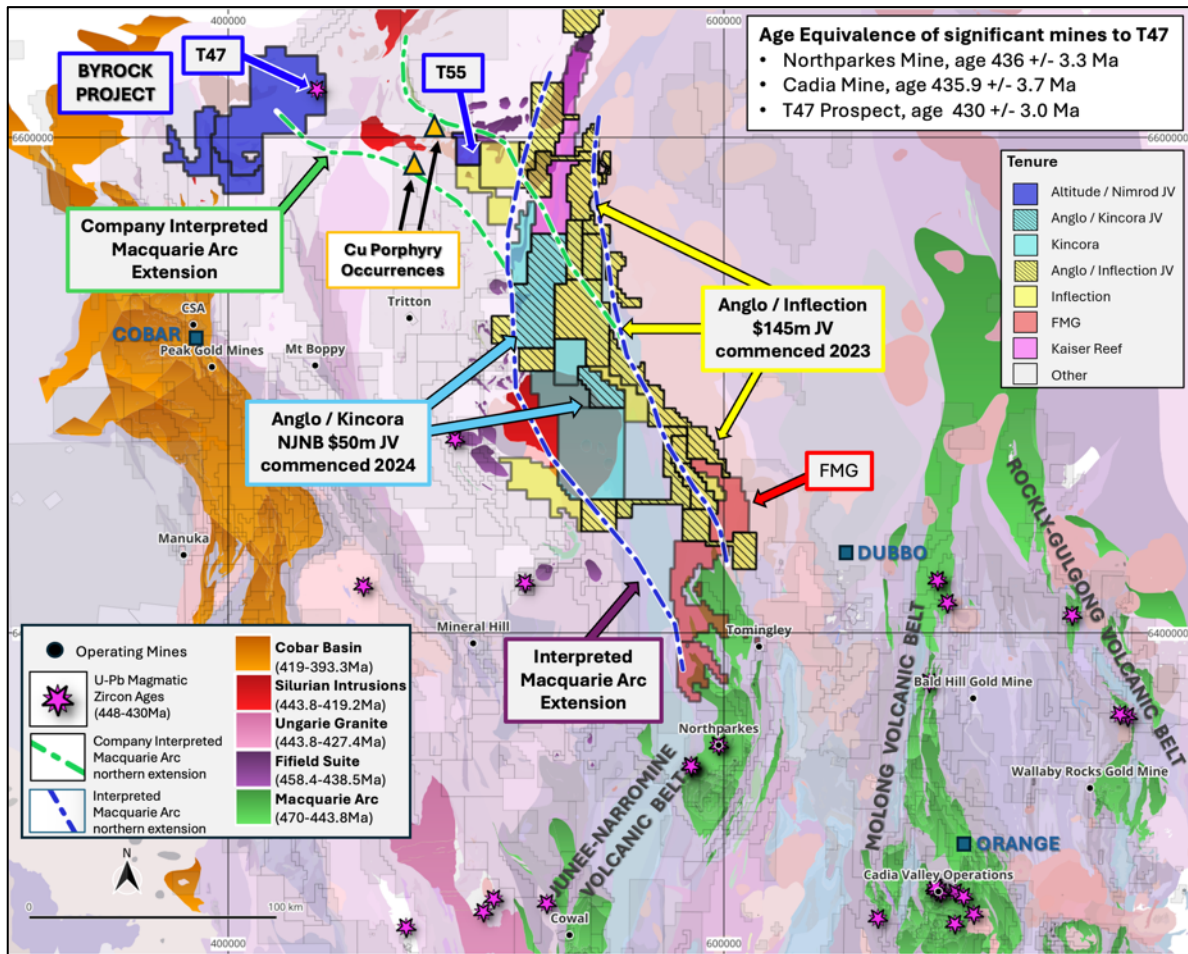 400000
600000
BYROCK
PROJECT
T47
T55
Age Equivalence of significant mines to T47
• Northparkes Mine, age 436 +/- 3.3 Ma
• Cadia Mine, age 435.9 +/- 3.7 Ma
• T47 Prospect, age 430 +/- 3.0 Ma
6600000
6600000
Tenure
Altitude / Nimrod JV
Anglo / Kincora JV
Kincora
Anglo / Inflection JV
Inflection
FMG
Kaiser Reef
Other
Company Interpreted
Macquarie Arc
Extension
Cu Porphyry
Occurrences
Tritton
CSA
COBAR
Peak Gold Mines
Mt Boppy
Anglo / Inflection
$145m JV
commenced 2023
Anglo / Kincora
NJNB $50m JV
commenced 2024
FMG
Manuka
DUBBO
ROCKLY-GULGONG VOLCANIC BELT
MOLONG VOLCANIC BELT
JUNEE-NARROMINE
VOLCANIC BELT
Mineral Hill
Tomingley
6400000
Interpreted
Macquarie Arc
Extension
Bald Hill Gold Mine
Northparkes
Wallaby Rocks Gold Mine
ORANGE
Cadia Valley Operations
Cowal
Operating Mines
U-Pb Magmatic
Zircon Ages
(448-430Ma)
Company Interpreted
Macquarie Arc
northern extension
Interpreted
Macquarie Arc
northern extension
Cobar Basin
(419-393.3Ma)
Silurian Intrusions
(443.8-419.2Ma)
Ungarie Granite
(443.8-427.4Ma)
Fifield Suite
(458.4-438.5Ma)
Macquarie Arc
(470-443.8Ma)
N
0
100 km
400000
600000